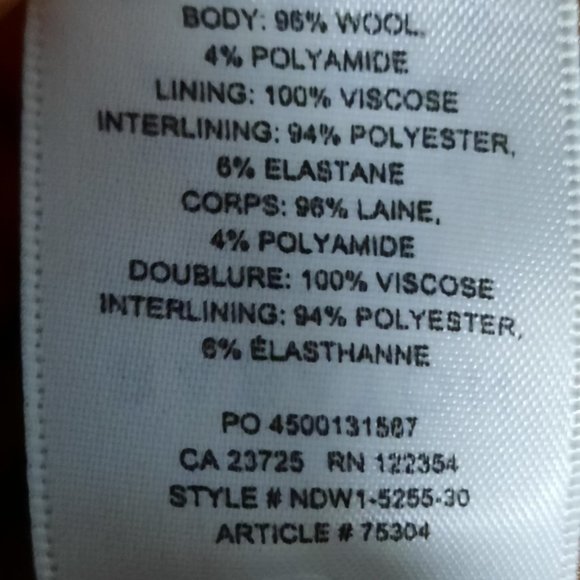 BODY: 96% WOOL,
4% POLYAMIDE
LINING: 100% VISCOSE
INTERLINING: 94% POLYESTER,
6% ELASTANE
CORPS: 96% LAINE,
4% POLYAMIDE
DOUBLURE: 100% VISCOSE
INTERLINING: 94% POLYESTER,
6% ÉLASTHANNE
PO 4500131567
CA 23725 RN 122354
STYLE # NDW1-5255-30
ARTICLE # 75304